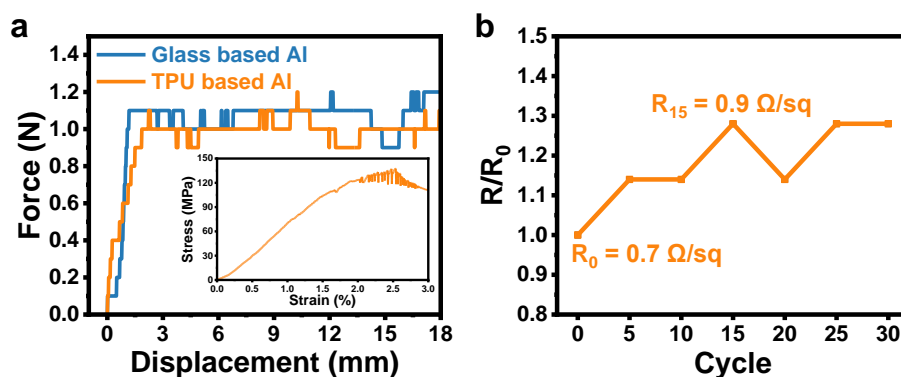 a
Glass based Al
TPU based Al
Force (N)
1.4
1.2
1.0
0.8
0.6
0.4
0.2
0.0
0 3 6 9 12 15 18
Displacement (mm)
Stress (MPa)
150
120
90
60
30
0
0.0 0.5 1.0 1.5 2.0 2.5 3.0
Strain (%)
b
R/R₀
1.4
1.3
1.2
1.1
1.0
0.9
0.8
R₁₅ = 0.9 Ω/sq
R₀ = 0.7 Ω/sq
0 5 10 15 20 25 30
Cycle